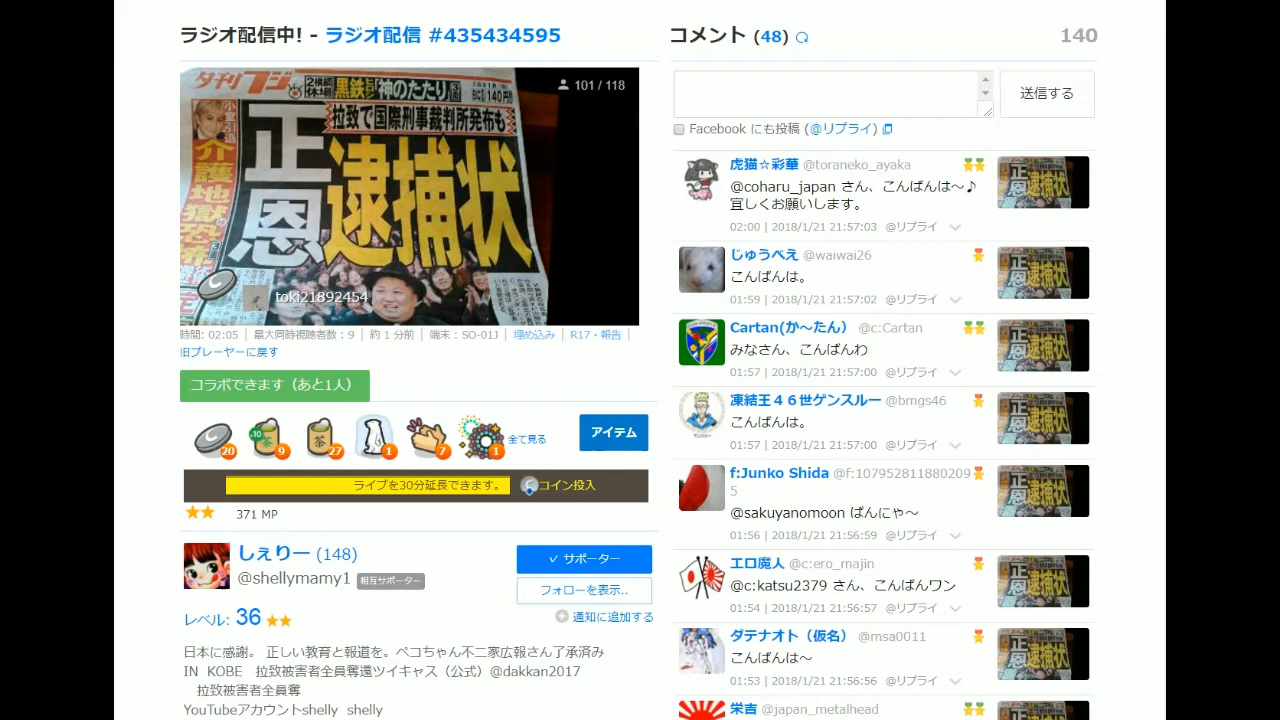 ラジオ配信中! - ラジオ配信 #435434595
夕刊フジ
黒鉄ヒロシ「神のたたり」
140円
拉致で国際刑事裁判所発布も
正恩逮捕状
小室引退
介護地獄の恐怖
101 / 118
toki21892454
時間: 02:05 | 最大同時視聴者数 : 9 | 約 1 分前 | 端末 : SO-01J | 埋め込み | R17・報告 |
旧プレーヤーに戻す
コラボできます（あと1人）
20
×10
茶
9
茶
27
1
7
1
全て見る
アイテム
ライブを30分延長できます。
コイン投入
371 MP
しぇりー (148)
@shellymamy1 相互サポーター
✓ サポーター
フォローを表示..
レベル: 36
通知に追加する
日本に感謝。 正しい教育と報道を。ペコちゃん不二家広報さん了承済み
IN KOBE 拉致被害者全員奪還ツイキャス（公式）@dakkan2017
拉致被害者全員奪
YouTubeアカウントshelly shelly
コメント (48)
140
送信する
Facebook にも投稿 (@リプライ)
虎猫☆彩華 @toraneko_ayaka
@coharu_japan さん、こんばんは〜♪
宜しくお願いします。
02:00 | 2018/1/21 21:57:03 @リプライ
じゅうべえ @waiwai26
こんばんは。
01:59 | 2018/1/21 21:57:02 @リプライ
Cartan(か〜たん） @c:Cartan
みなさん、こんばんわ
01:57 | 2018/1/21 21:57:00 @リプライ
凍結王４６世ゲンスルー @bmgs46
こんばんは。
01:57 | 2018/1/21 21:57:00 @リプライ
f:Junko Shida @f:107952811880209
5
@sakuyanomoon ばんにゃ〜
01:56 | 2018/1/21 21:56:59 @リプライ
エロ魔人 @c:ero_majin
@c:katsu2379 さん、こんばんワン
01:54 | 2018/1/21 21:56:57 @リプライ
ダテナオト（仮名） @msa0011
こんばんは〜
01:53 | 2018/1/21 21:56:56 @リプライ
栄吉 @japan_metalhead